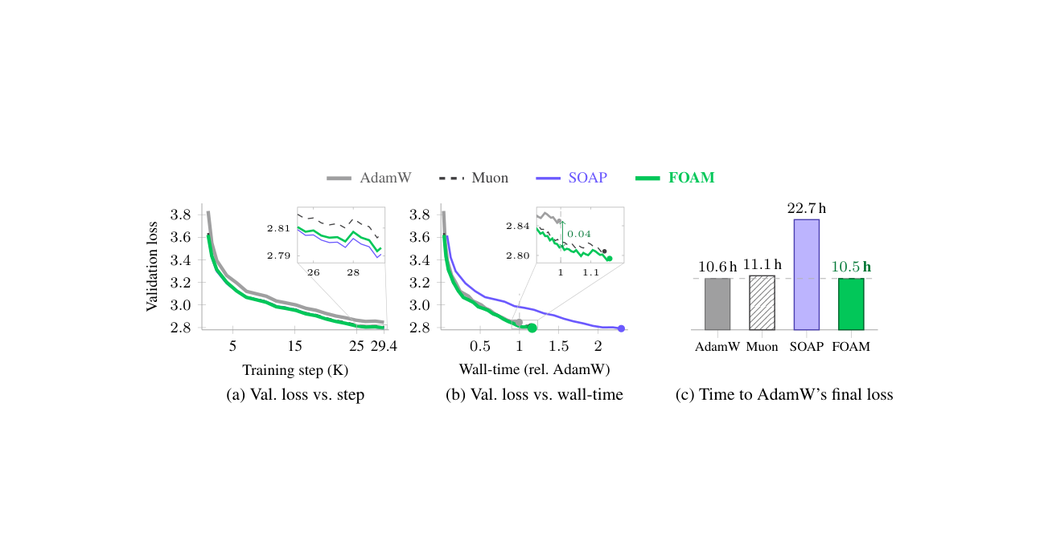 AdamW Muon SOAP FOAM
Validation loss
3.8
3.6
3.4
3.2
3.0
2.8
5 15 25 29.4
2.81
2.79
26 28
Training step (K)
(a) Val. loss vs. step
3.8
3.6
3.4
3.2
3.0
2.8
0.5 1 1.5 2
2.84
2.80
0.04
1 1.1
Wall-time (rel. AdamW)
(b) Val. loss vs. wall-time
10.6 h 11.1 h 22.7 h 10.5 h
AdamW Muon SOAP FOAM
(c) Time to AdamW's final loss